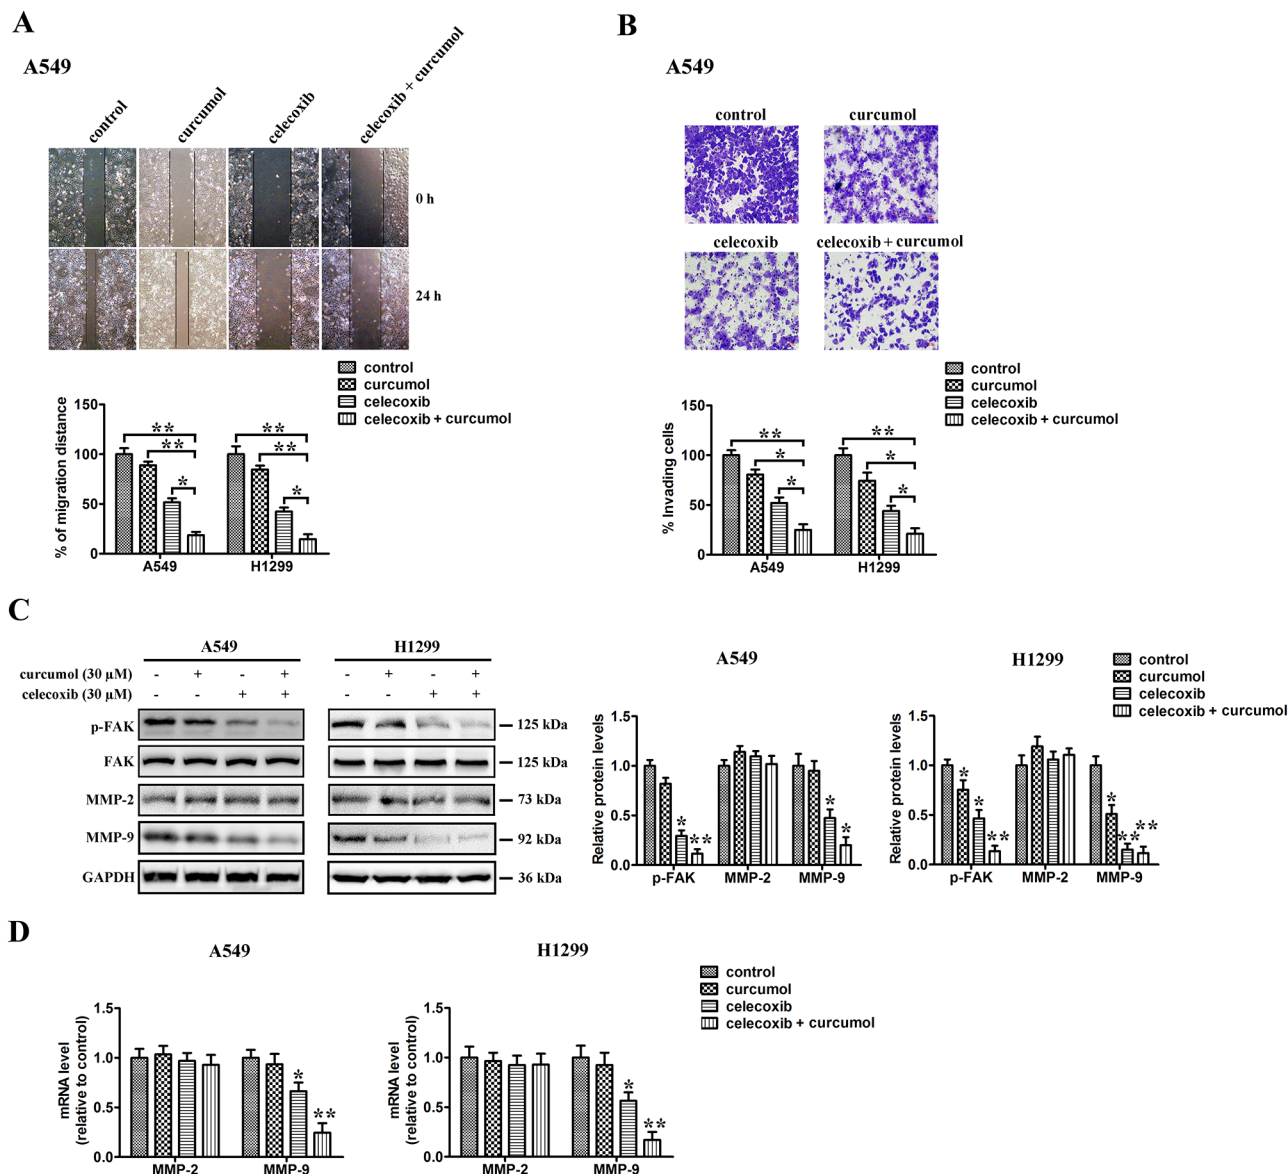 A
A549
control
curcumol
celecoxib
celecoxib + curcumol
0 h
24 h
control
curcumol
celecoxib
celecoxib + curcumol
% of migration distance
150
100
50
0
** ** *
** ** *
A549 H1299
B
A549
control curcumol
celecoxib celecoxib + curcumol
control
curcumol
celecoxib
celecoxib + curcumol
% Invading cells
150
100
50
0
** * *
** * *
A549 H1299
C
A549 H1299
curcumol (30 µM) - + - + - + - +
celecoxib (30 µM) - - + + - - + +
p-FAK 125 kDa
FAK 125 kDa
MMP-2 73 kDa
MMP-9 92 kDa
GAPDH 36 kDa
A549
Relative protein levels
1.5
1.0
0.5
0.0
* ** * *
p-FAK MMP-2 MMP-9
H1299
control
curcumol
celecoxib
celecoxib + curcumol
Relative protein levels
1.5
1.0
0.5
0.0
* * ** * ** **
p-FAK MMP-2 MMP-9
D
A549
mRNA level
(relative to control)
1.5
1.0
0.5
0.0
* **
MMP-2 MMP-9
H1299
mRNA level
(relative to control)
1.5
1.0
0.5
0.0
* **
MMP-2 MMP-9
control
curcumol
celecoxib
celecoxib + curcumol